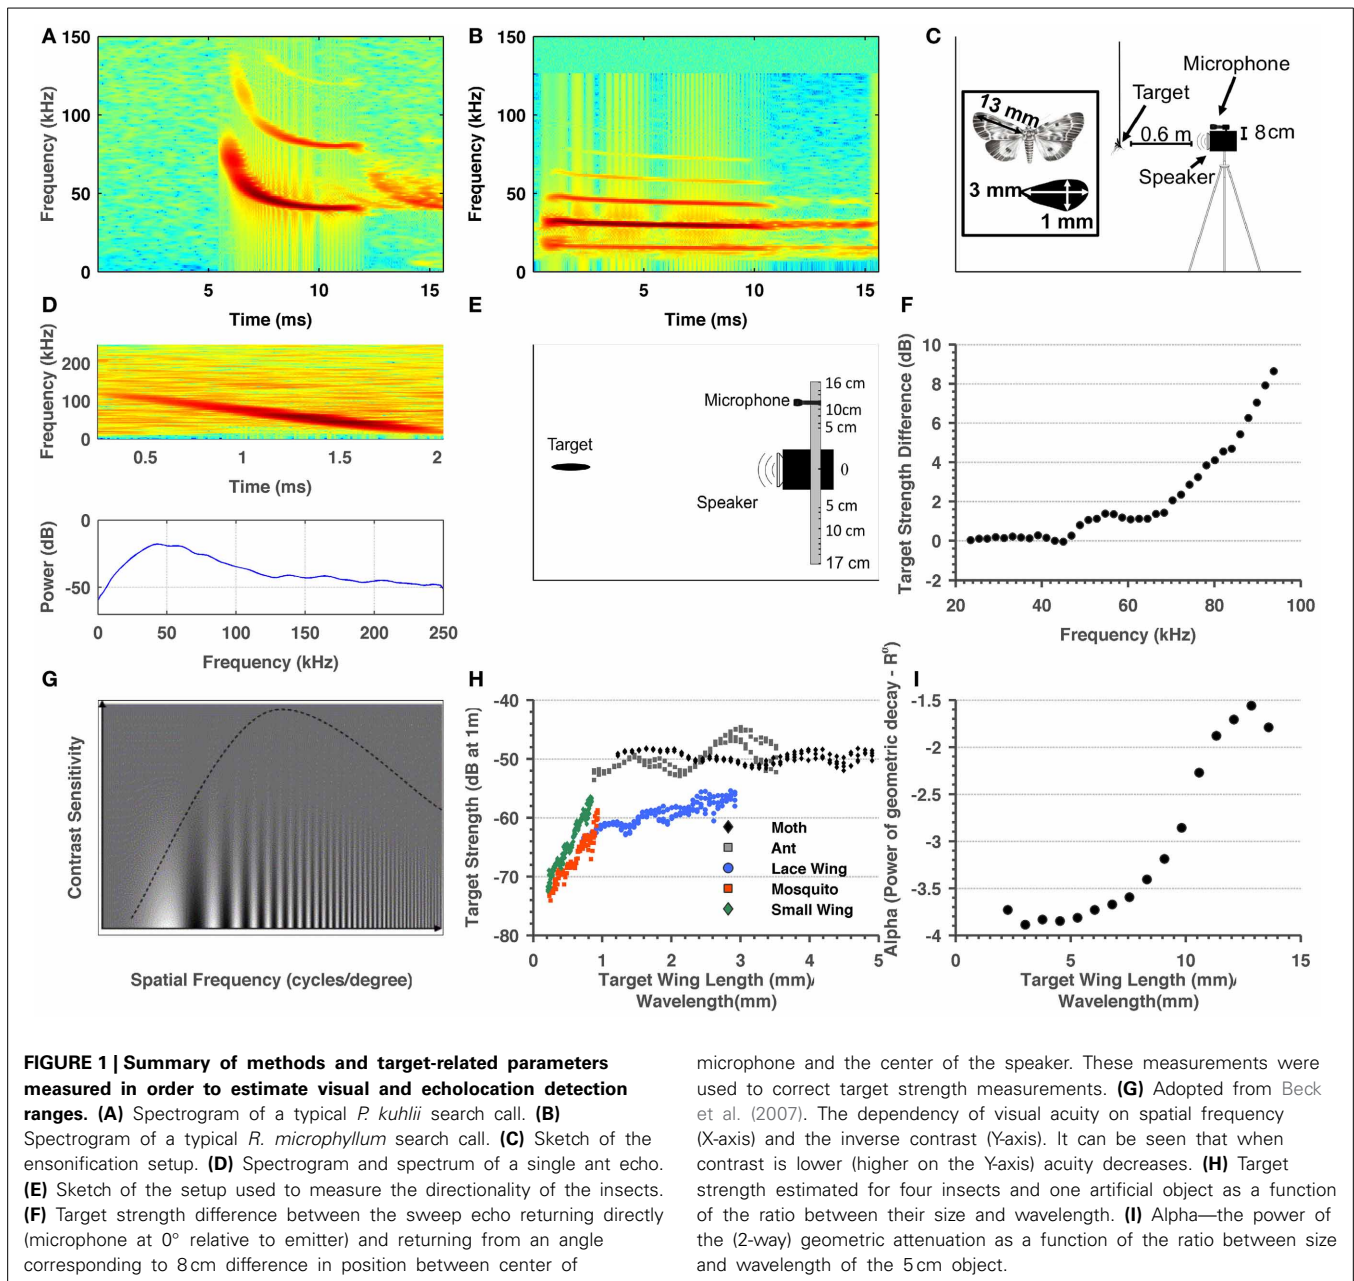 A
150
100
50
0
Frequency (kHz)
5
10
15
Time (ms)
B
150
100
50
0
Frequency (kHz)
5
10
15
Time (ms)
C
Microphone
Target
13 mm
0.6 m
8 cm
Speaker
3 mm
1 mm
D
Frequency (kHz)
200
100
0
0.5
1
1.5
2
Time (ms)
Power (dB)
0
-50
0
50
100
150
200
250
Frequency (kHz)
E
16 cm
Microphone
10cm
5 cm
Target
0
Speaker
5 cm
10 cm
17 cm
F
Target Strength Difference (dB)
10
8
6
4
2
0
-2
20
40
60
80
100
Frequency (kHz)
G
Contrast Sensitivity
Spatial Frequency (cycles/degree)
H
Target Strength (dB at 1m)
-40
-50
-60
-70
-80
Moth
Ant
Lace Wing
Mosquito
Small Wing
0
1
2
3
4
5
Target Wing Length (mm)/
Wavelength(mm)
I
Alpha (Power of geometric decay - Rᵅ)
-1.5
-2
-2.5
-3
-3.5
-4
0
5
10
15
Target Wing Length (mm)/
Wavelength(mm)
FIGURE 1 | Summary of methods and target-related parameters
measured in order to estimate visual and echolocation detection
ranges. (A) Spectrogram of a typical P. kuhlii search call. (B)
Spectrogram of a typical R. microphyllum search call. (C) Sketch of the
ensonification setup. (D) Spectrogram and spectrum of a single ant echo.
(E) Sketch of the setup used to measure the directionality of the insects.
(F) Target strength difference between the sweep echo returning directly
(microphone at 0° relative to emitter) and returning from an angle
corresponding to 8 cm difference in position between center of
microphone and the center of the speaker. These measurements were
used to correct target strength measurements. (G) Adopted from Beck
et al. (2007). The dependency of visual acuity on spatial frequency
(X-axis) and the inverse contrast (Y-axis). It can be seen that when
contrast is lower (higher on the Y-axis) acuity decreases. (H) Target
strength estimated for four insects and one artificial object as a function
of the ratio between their size and wavelength. (I) Alpha—the power of
the (2-way) geometric attenuation as a function of the ratio between size
and wavelength of the 5 cm object.